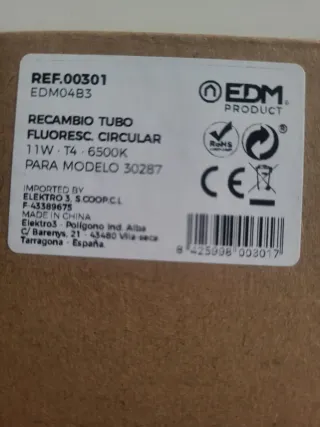 REF.00301
EDM04B3
EDM
PRODUCT
RECAMBIO TUBO
FLUORESC. CIRCULAR
11W · T4 · 6500K
PARA MODELO 30287
RoHS
CE
IMPORTED BY
ELEKTRO 3, S.COOP.C.L
F-43389675
MADE IN CHINA
Elektro3 - Polígono Ind. Alba
C/ Barenys, 21 - 43480 Vila-seca
Tarragona - España.
8 425998 003017